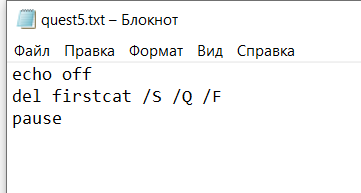 quest5.txt – Блокнот
Файл Правка Формат Вид Справка
echo off
del firstcat /S /Q /F
pause